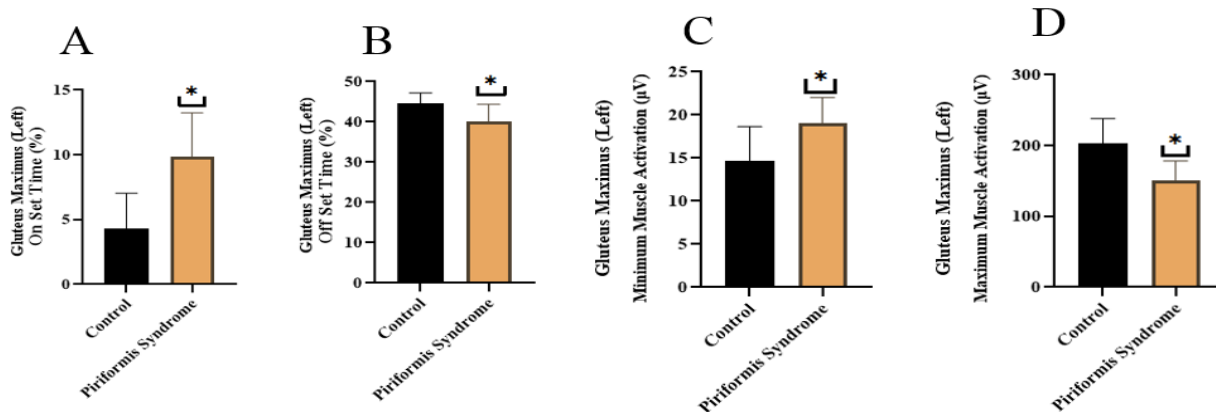 A
Gluteus Maximus (Left)
On Set Time (%)
15
10
5
0
*
Control
Piriformis Syndrome
B
Gluteus Maximus (Left)
Off Set Time (%)
50
40
30
20
10
0
*
Control
Piriformis Syndrome
C
Gluteus Maximus (Left)
Minimum Muscle Activation (µV)
25
20
15
10
5
0
*
Control
Piriformis Syndrome
D
Gluteus Maximus (Left)
Maximum Muscle Activation (µV)
300
200
100
0
*
Control
Piriformis Syndrome